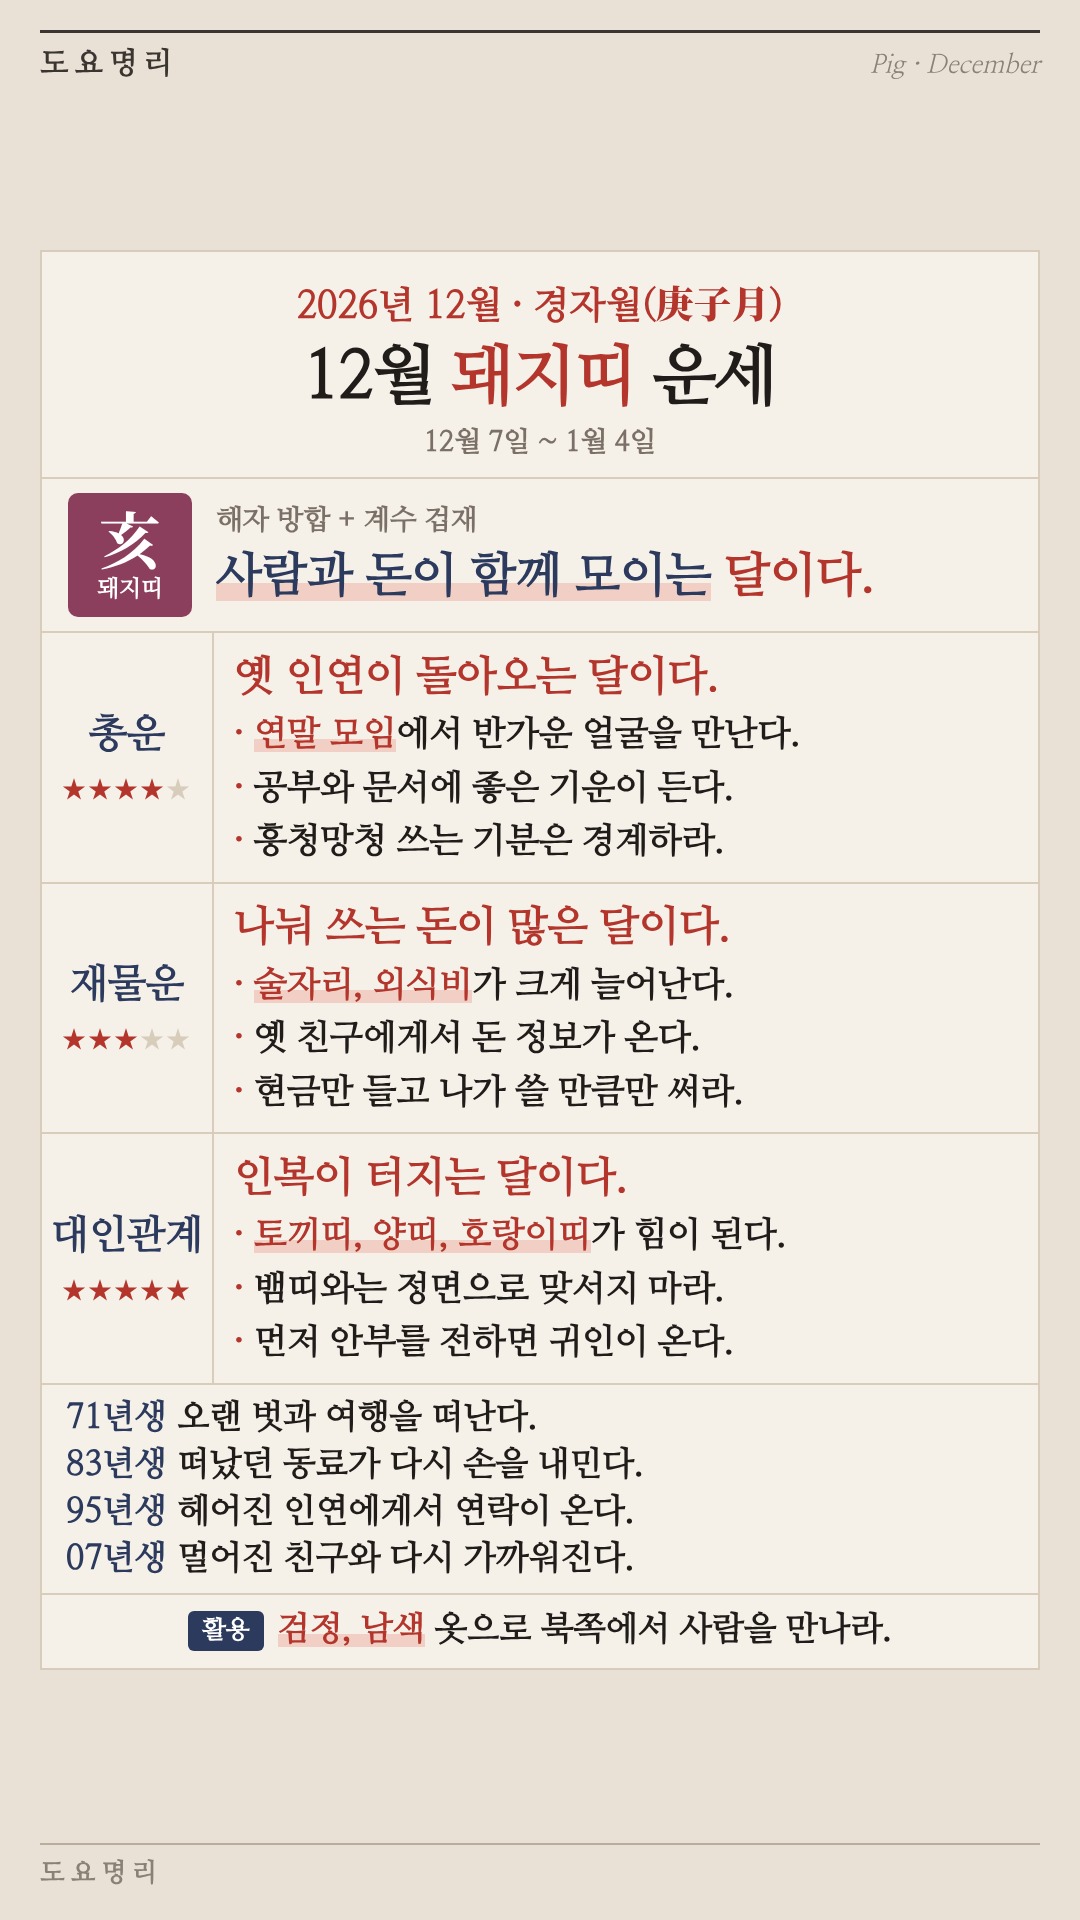 도요명리
Pig · December
2026년 12월 · 경자월(庚子月)
12월 돼지띠 운세
12월 7일 ~ 1월 4일
亥
돼지띠
해자 방합 + 계수 겁재
사람과 돈이 함께 모이는 달이다.
총운
★★★★★
옛 인연이 돌아오는 달이다.
· 연말 모임에서 반가운 얼굴을 만난다.
· 공부와 문서에 좋은 기운이 든다.
· 흥청망청 쓰는 기분은 경계하라.
재물운
★★★★★
나눠 쓰는 돈이 많은 달이다.
· 술자리, 외식비가 크게 늘어난다.
· 옛 친구에게서 돈 정보가 온다.
· 현금만 들고 나가 쓸 만큼만 써라.
대인관계
★★★★★
인복이 터지는 달이다.
· 토끼띠, 양띠, 호랑이띠가 힘이 된다.
· 뱀띠와는 정면으로 맞서지 마라.
· 먼저 안부를 전하면 귀인이 온다.
71년생 오랜 벗과 여행을 떠난다.
83년생 떠났던 동료가 다시 손을 내민다.
95년생 헤어진 인연에게서 연락이 온다.
07년생 멀어진 친구와 다시 가까워진다.
활용 검정, 남색 옷으로 북쪽에서 사람을 만나라.
도요명리